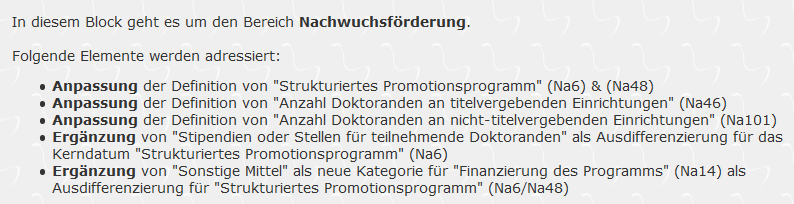 In diesem Block geht es um den Bereich Nachwuchsförderung.
Folgende Elemente werden adressiert:
• Anpassung der Definition von "Strukturiertes Promotionsprogramm" (Na6) & (Na48)
• Anpassung der Definition von "Anzahl Doktoranden an titelvergebenden Einrichtungen" (Na46)
• Anpassung der Definition von "Anzahl Doktoranden an nicht-titelvergebenden Einrichtungen" (Na101)
• Ergänzung von "Stipendien oder Stellen für teilnehmende Doktoranden" als Ausdifferenzierung für das
Kerndatum "Strukturiertes Promotionsprogramm" (Na6)
• Ergänzung von "Sonstige Mittel" als neue Kategorie für "Finanzierung des Programms" (Na14) als
Ausdifferenzierung für "Strukturiertes Promotionsprogramm" (Na6/Na48)